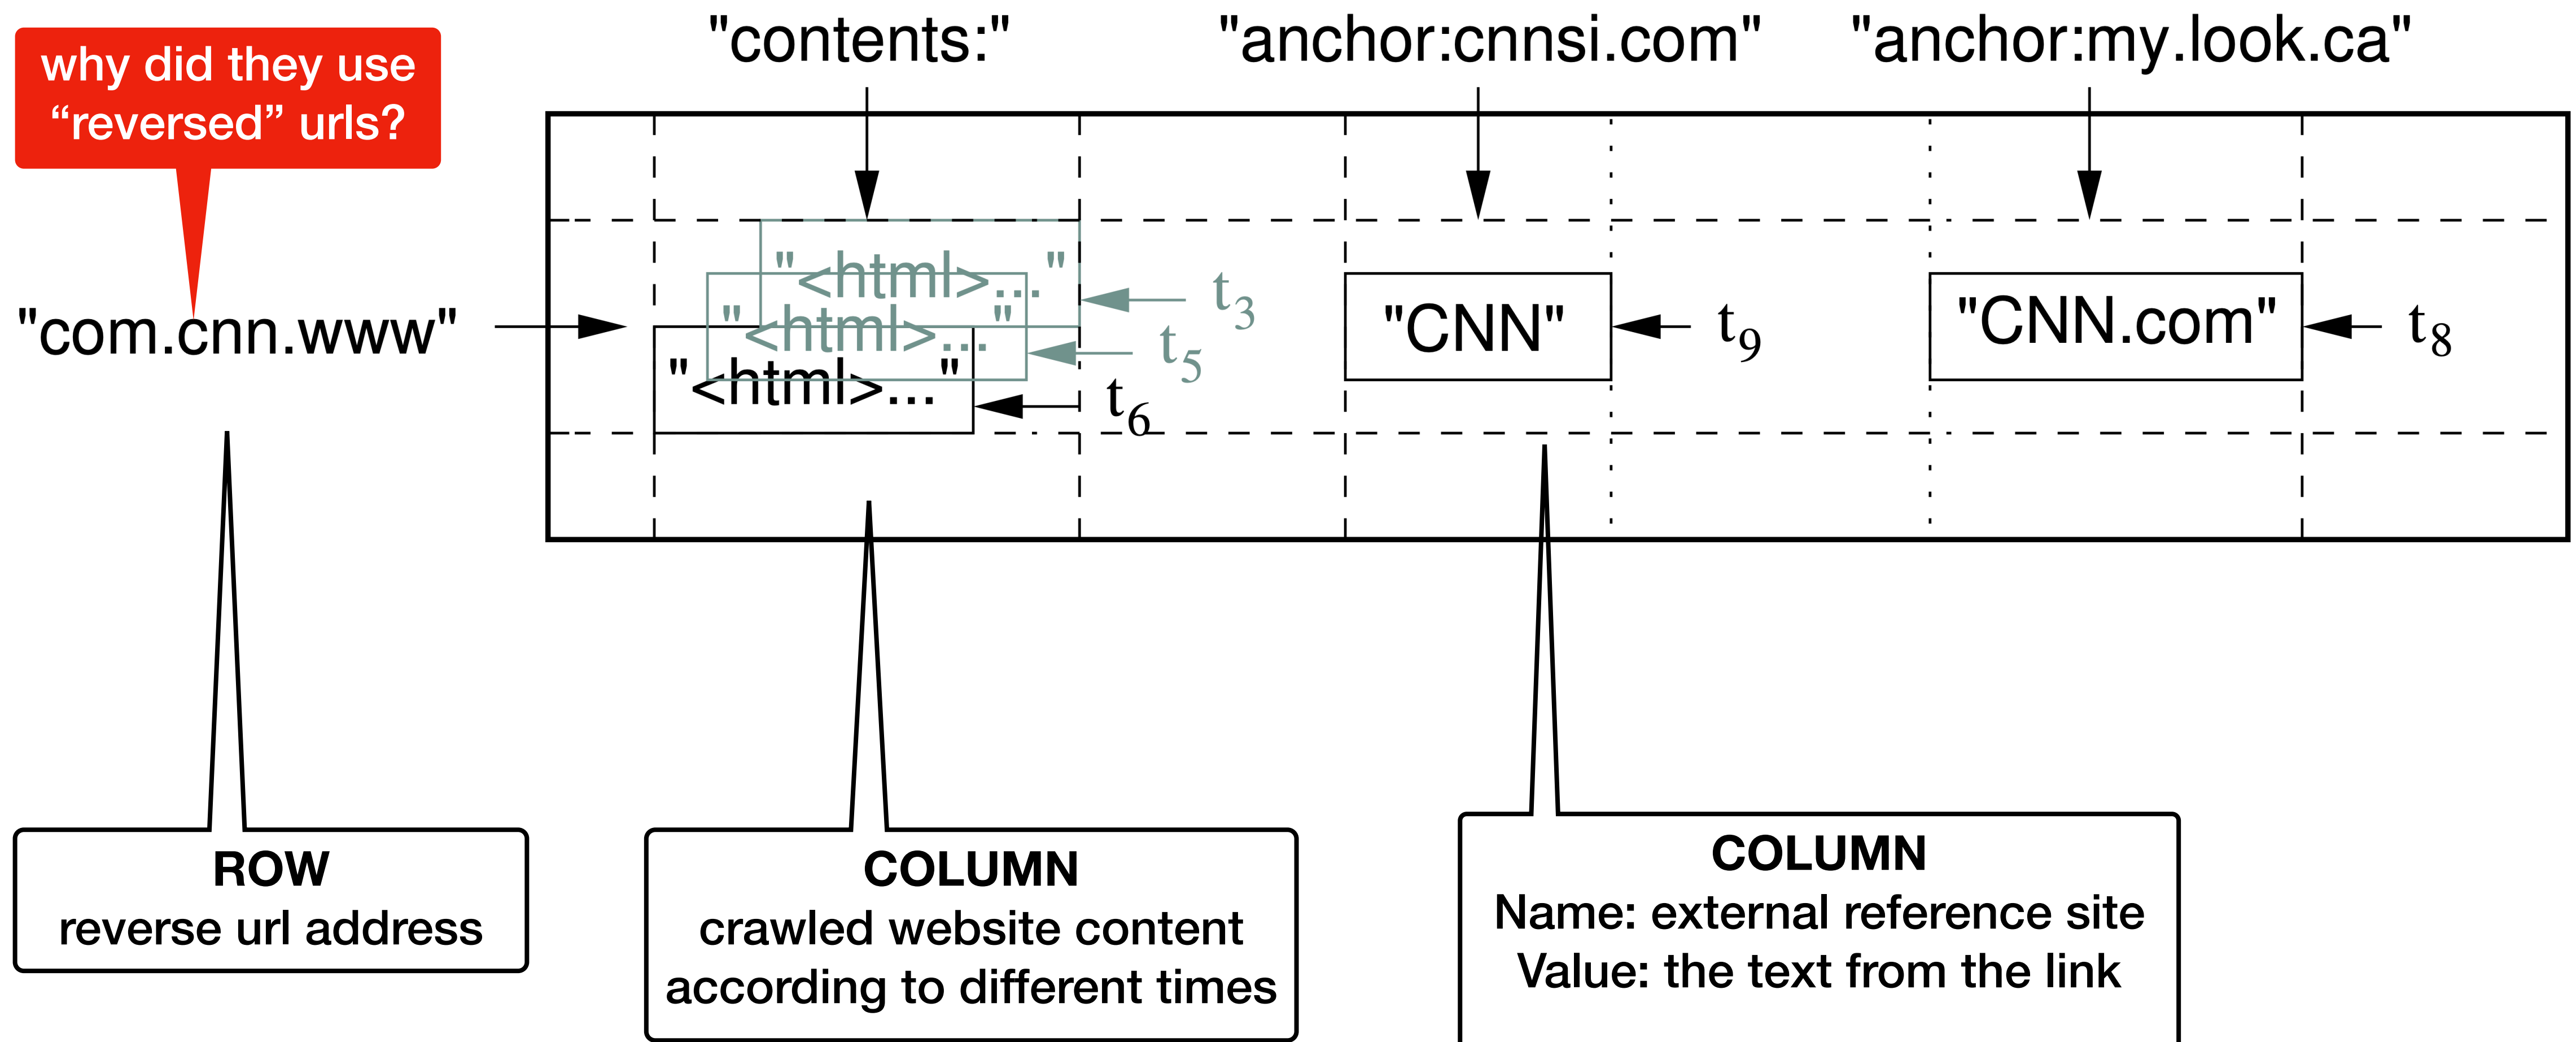 "contents:" "anchor:cnnsi.com" "anchor:my.look.ca"
why did they use
“reversed” urls?
"<html>..." t3
"com.cnn.www" "<html>..." t5 "CNN" t9 "CNN.com" t8
"<html>..." t6
ROW
reverse url address
COLUMN
crawled website content
according to different times
COLUMN
Name: external reference site
Value: the text from the link